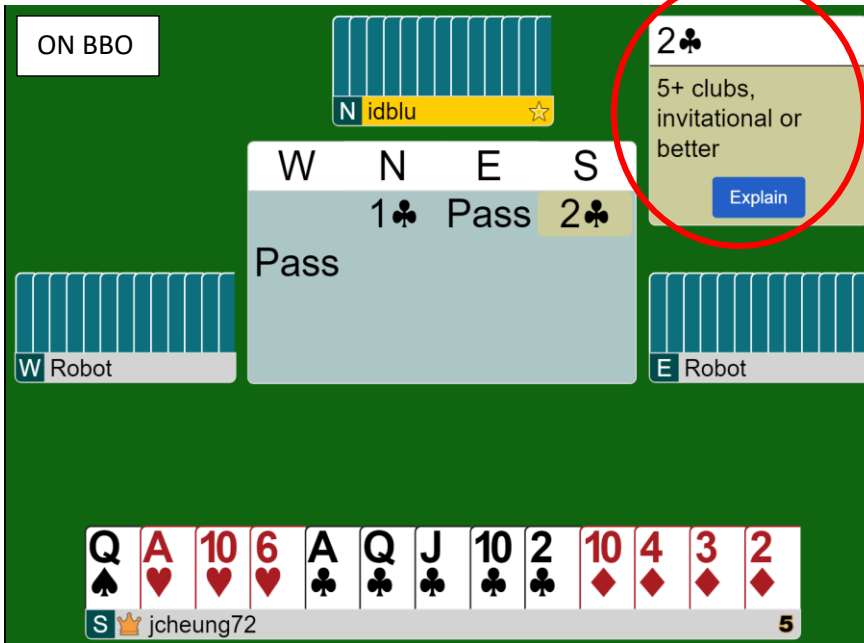 ON BBO
N idblu
2♣
5+ clubs,
invitational or
better
Explain
W N E S
1♣ Pass 2♣
Pass
W Robot
E Robot
Q A 10 6 A Q J 10 2 10 4 3 2
♠ ♥ ♥ ♥ ♣ ♣ ♣ ♣ ♣ ♦ ♦ ♦ ♦
S jcheung72 5